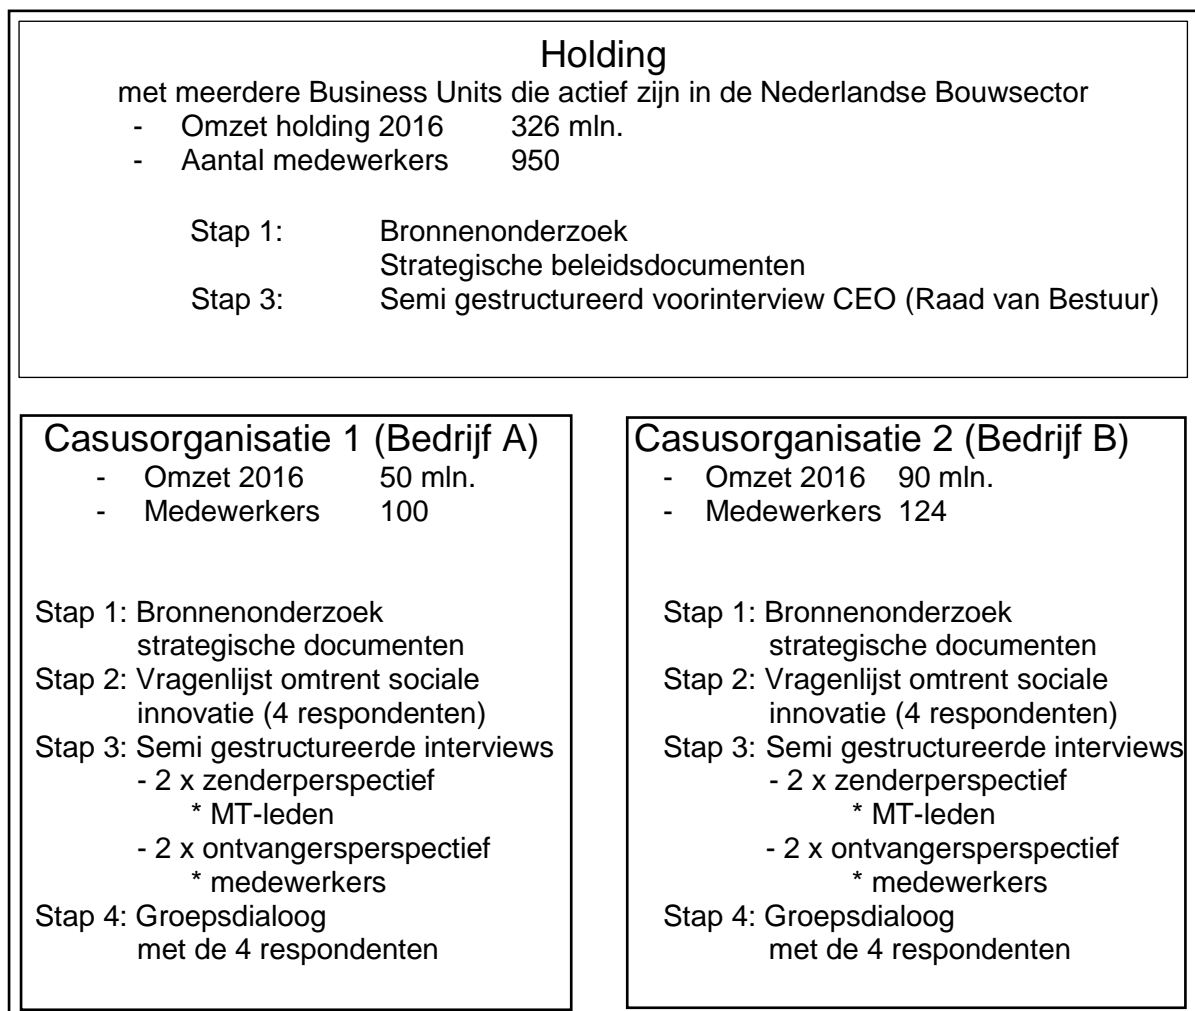 Holding
met meerdere Business Units die actief zijn in de Nederlandse Bouwsector
- Omzet holding 2016 326 mln.
- Aantal medewerkers 950
Stap 1: Bronnenonderzoek
Strategische beleidsdocumenten
Stap 3: Semi gestructureerd voorinterview CEO (Raad van Bestuur)
Casusorganisatie 1 (Bedrijf A)
- Omzet 2016 50 mln.
- Medewerkers 100
Stap 1: Bronnenonderzoek
strategische documenten
Stap 2: Vragenlijst omtrent sociale
innovatie (4 respondenten)
Stap 3: Semi gestructureerde interviews
- 2 x zenderperspectief
* MT-leden
- 2 x ontvangersperspectief
* medewerkers
Stap 4: Groepsdialoog
met de 4 respondenten
Casusorganisatie 2 (Bedrijf B)
- Omzet 2016 90 mln.
- Medewerkers 124
Stap 1: Bronnenonderzoek
strategische documenten
Stap 2: Vragenlijst omtrent sociale
innovatie (4 respondenten)
Stap 3: Semi gestructureerde interviews
- 2 x zenderperspectief
* MT-leden
- 2 x ontvangersperspectief
* medewerkers
Stap 4: Groepsdialoog
met de 4 respondenten